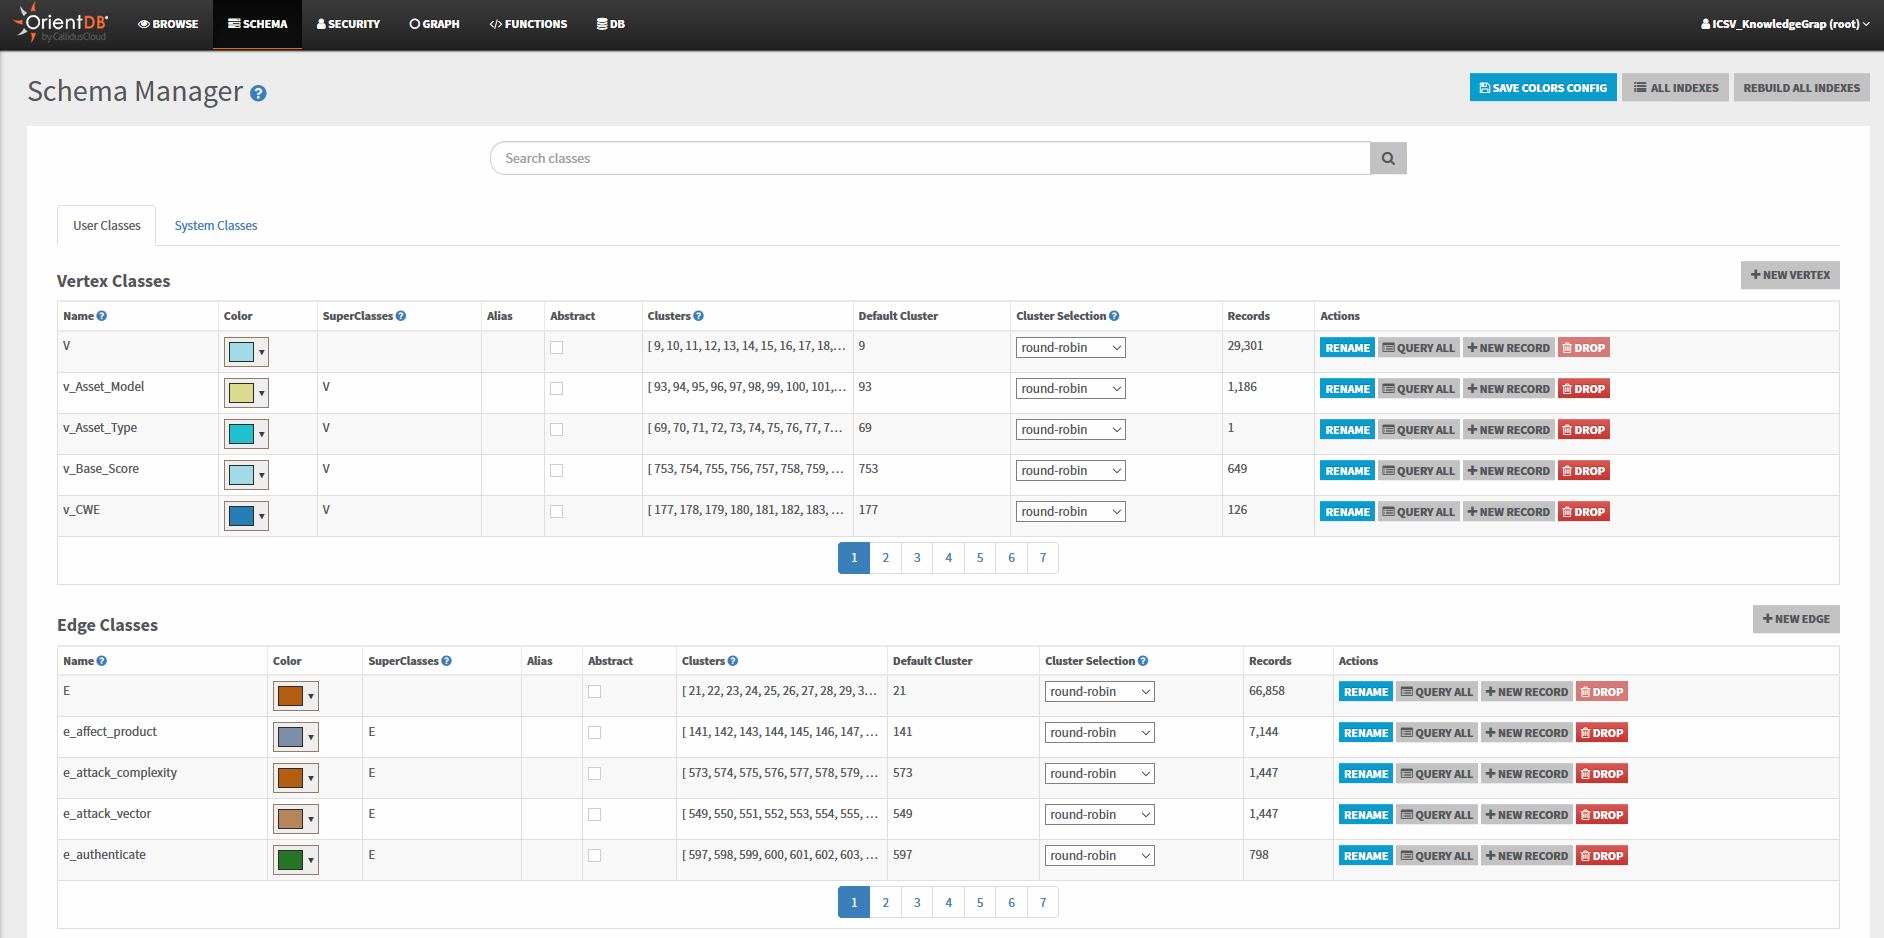 OrientDB
by CallidusCloud
BROWSE SCHEMA SECURITY GRAPH </> FUNCTIONS DB ICSV_KnowledgeGrap (root)
Schema Manager ?
SAVE COLORS CONFIG ALL INDEXES REBUILD ALL INDEXES
Search classes
User Classes System Classes
Vertex Classes
+ NEW VERTEX
Name ? Color SuperClasses ? Alias Abstract Clusters ? Default Cluster Cluster Selection ? Records Actions
V [ 9, 10, 11, 12, 13, 14, 15, 16, 17, 18,... 9 round-robin 29,301 RENAME QUERY ALL + NEW RECORD DROP
v_Asset_Model V [ 93, 94, 95, 96, 97, 98, 99, 100, 101,... 93 round-robin 1,186 RENAME QUERY ALL + NEW RECORD DROP
v_Asset_Type V [ 69, 70, 71, 72, 73, 74, 75, 76, 77, 7... 69 round-robin 1 RENAME QUERY ALL + NEW RECORD DROP
v_Base_Score V [ 753, 754, 755, 756, 757, 758, 759, ... 753 round-robin 649 RENAME QUERY ALL + NEW RECORD DROP
v_CWE V [ 177, 178, 179, 180, 181, 182, 183, ... 177 round-robin 126 RENAME QUERY ALL + NEW RECORD DROP
1 2 3 4 5 6 7
Edge Classes
+ NEW EDGE
Name ? Color SuperClasses ? Alias Abstract Clusters ? Default Cluster Cluster Selection ? Records Actions
E [ 21, 22, 23, 24, 25, 26, 27, 28, 29, 3... 21 round-robin 66,858 RENAME QUERY ALL + NEW RECORD DROP
e_affect_product E [ 141, 142, 143, 144, 145, 146, 147, ... 141 round-robin 7,144 RENAME QUERY ALL + NEW RECORD DROP
e_attack_complexity E [ 573, 574, 575, 576, 577, 578, 579, ... 573 round-robin 1,447 RENAME QUERY ALL + NEW RECORD DROP
e_attack_vector E [ 549, 550, 551, 552, 553, 554, 555, ... 549 round-robin 1,447 RENAME QUERY ALL + NEW RECORD DROP
e_authenticate E [ 597, 598, 599, 600, 601, 602, 603, ... 597 round-robin 798 RENAME QUERY ALL + NEW RECORD DROP
1 2 3 4 5 6 7